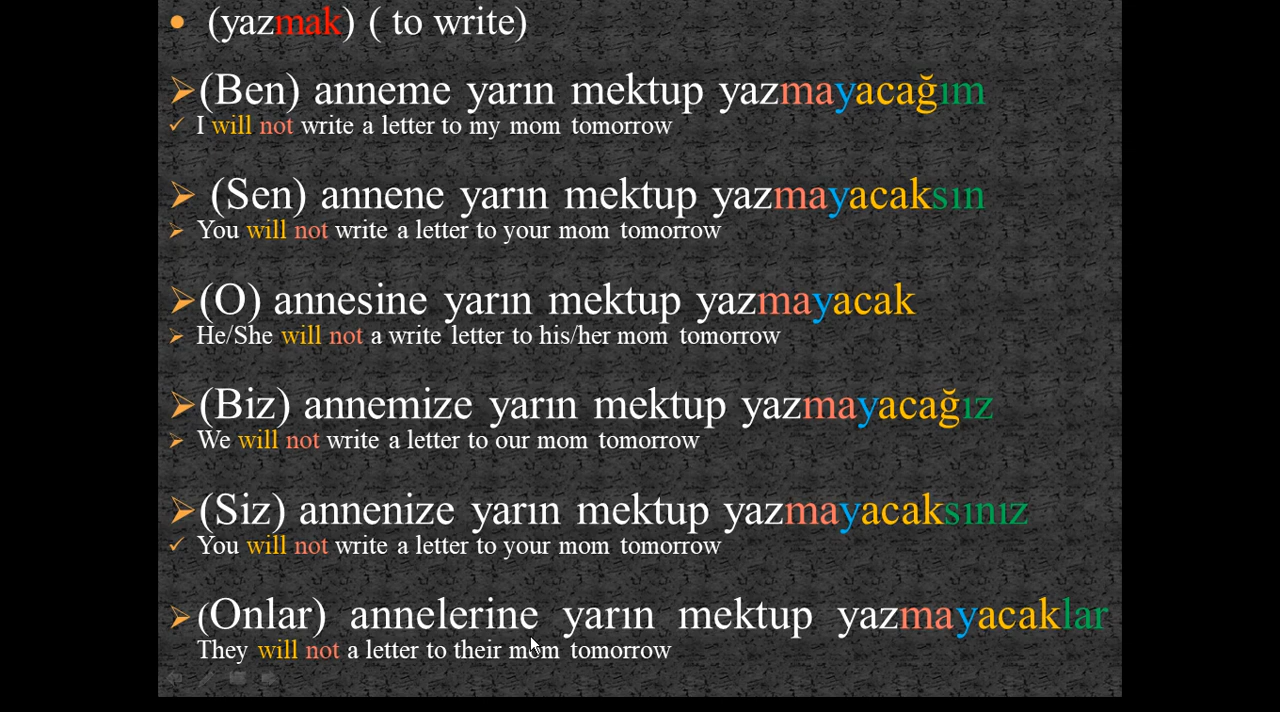 (yazmak) ( to write)
(Ben) anneme yarın mektup yazmayacağım
I will not write a letter to my mom tomorrow
(Sen) annene yarın mektup yazmayacaksın
You will not write a letter to your mom tomorrow
(O) annesine yarın mektup yazmayacak
He/She will not a write letter to his/her mom tomorrow
(Biz) annemize yarın mektup yazmayacağız
We will not write a letter to our mom tomorrow
(Siz) annenize yarın mektup yazmayacaksınız
You will not write a letter to your mom tomorrow
(Onlar) annelerine yarın mektup yazmayacaklar
They will not a letter to their mom tomorrow